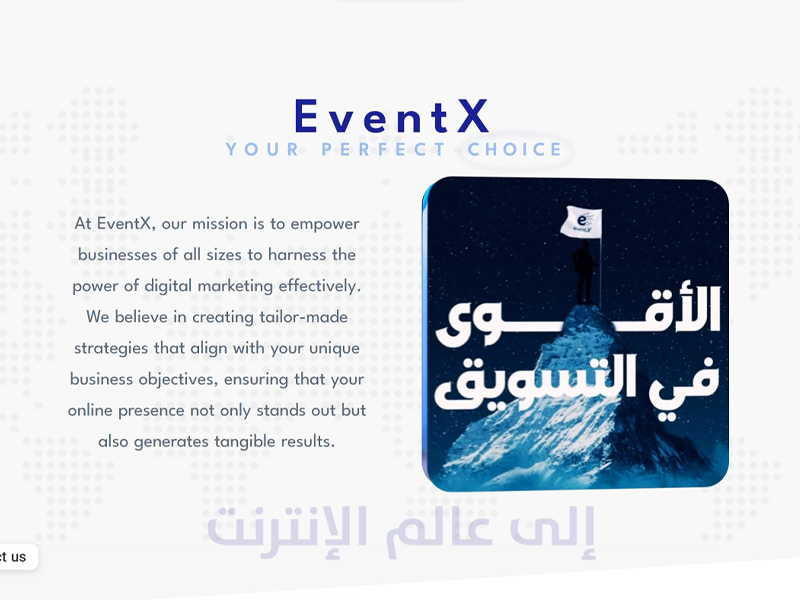 EventX
YOUR PERFECT CHOICE
At EventX, our mission is to empower
businesses of all sizes to harness the
power of digital marketing effectively.
We believe in creating tailor-made
strategies that align with your unique
business objectives, ensuring that your
online presence not only stands out but
also generates tangible results.
e
EventX
الأقـــوى
في التسويق
إلى عالم الإنترنت
ct us